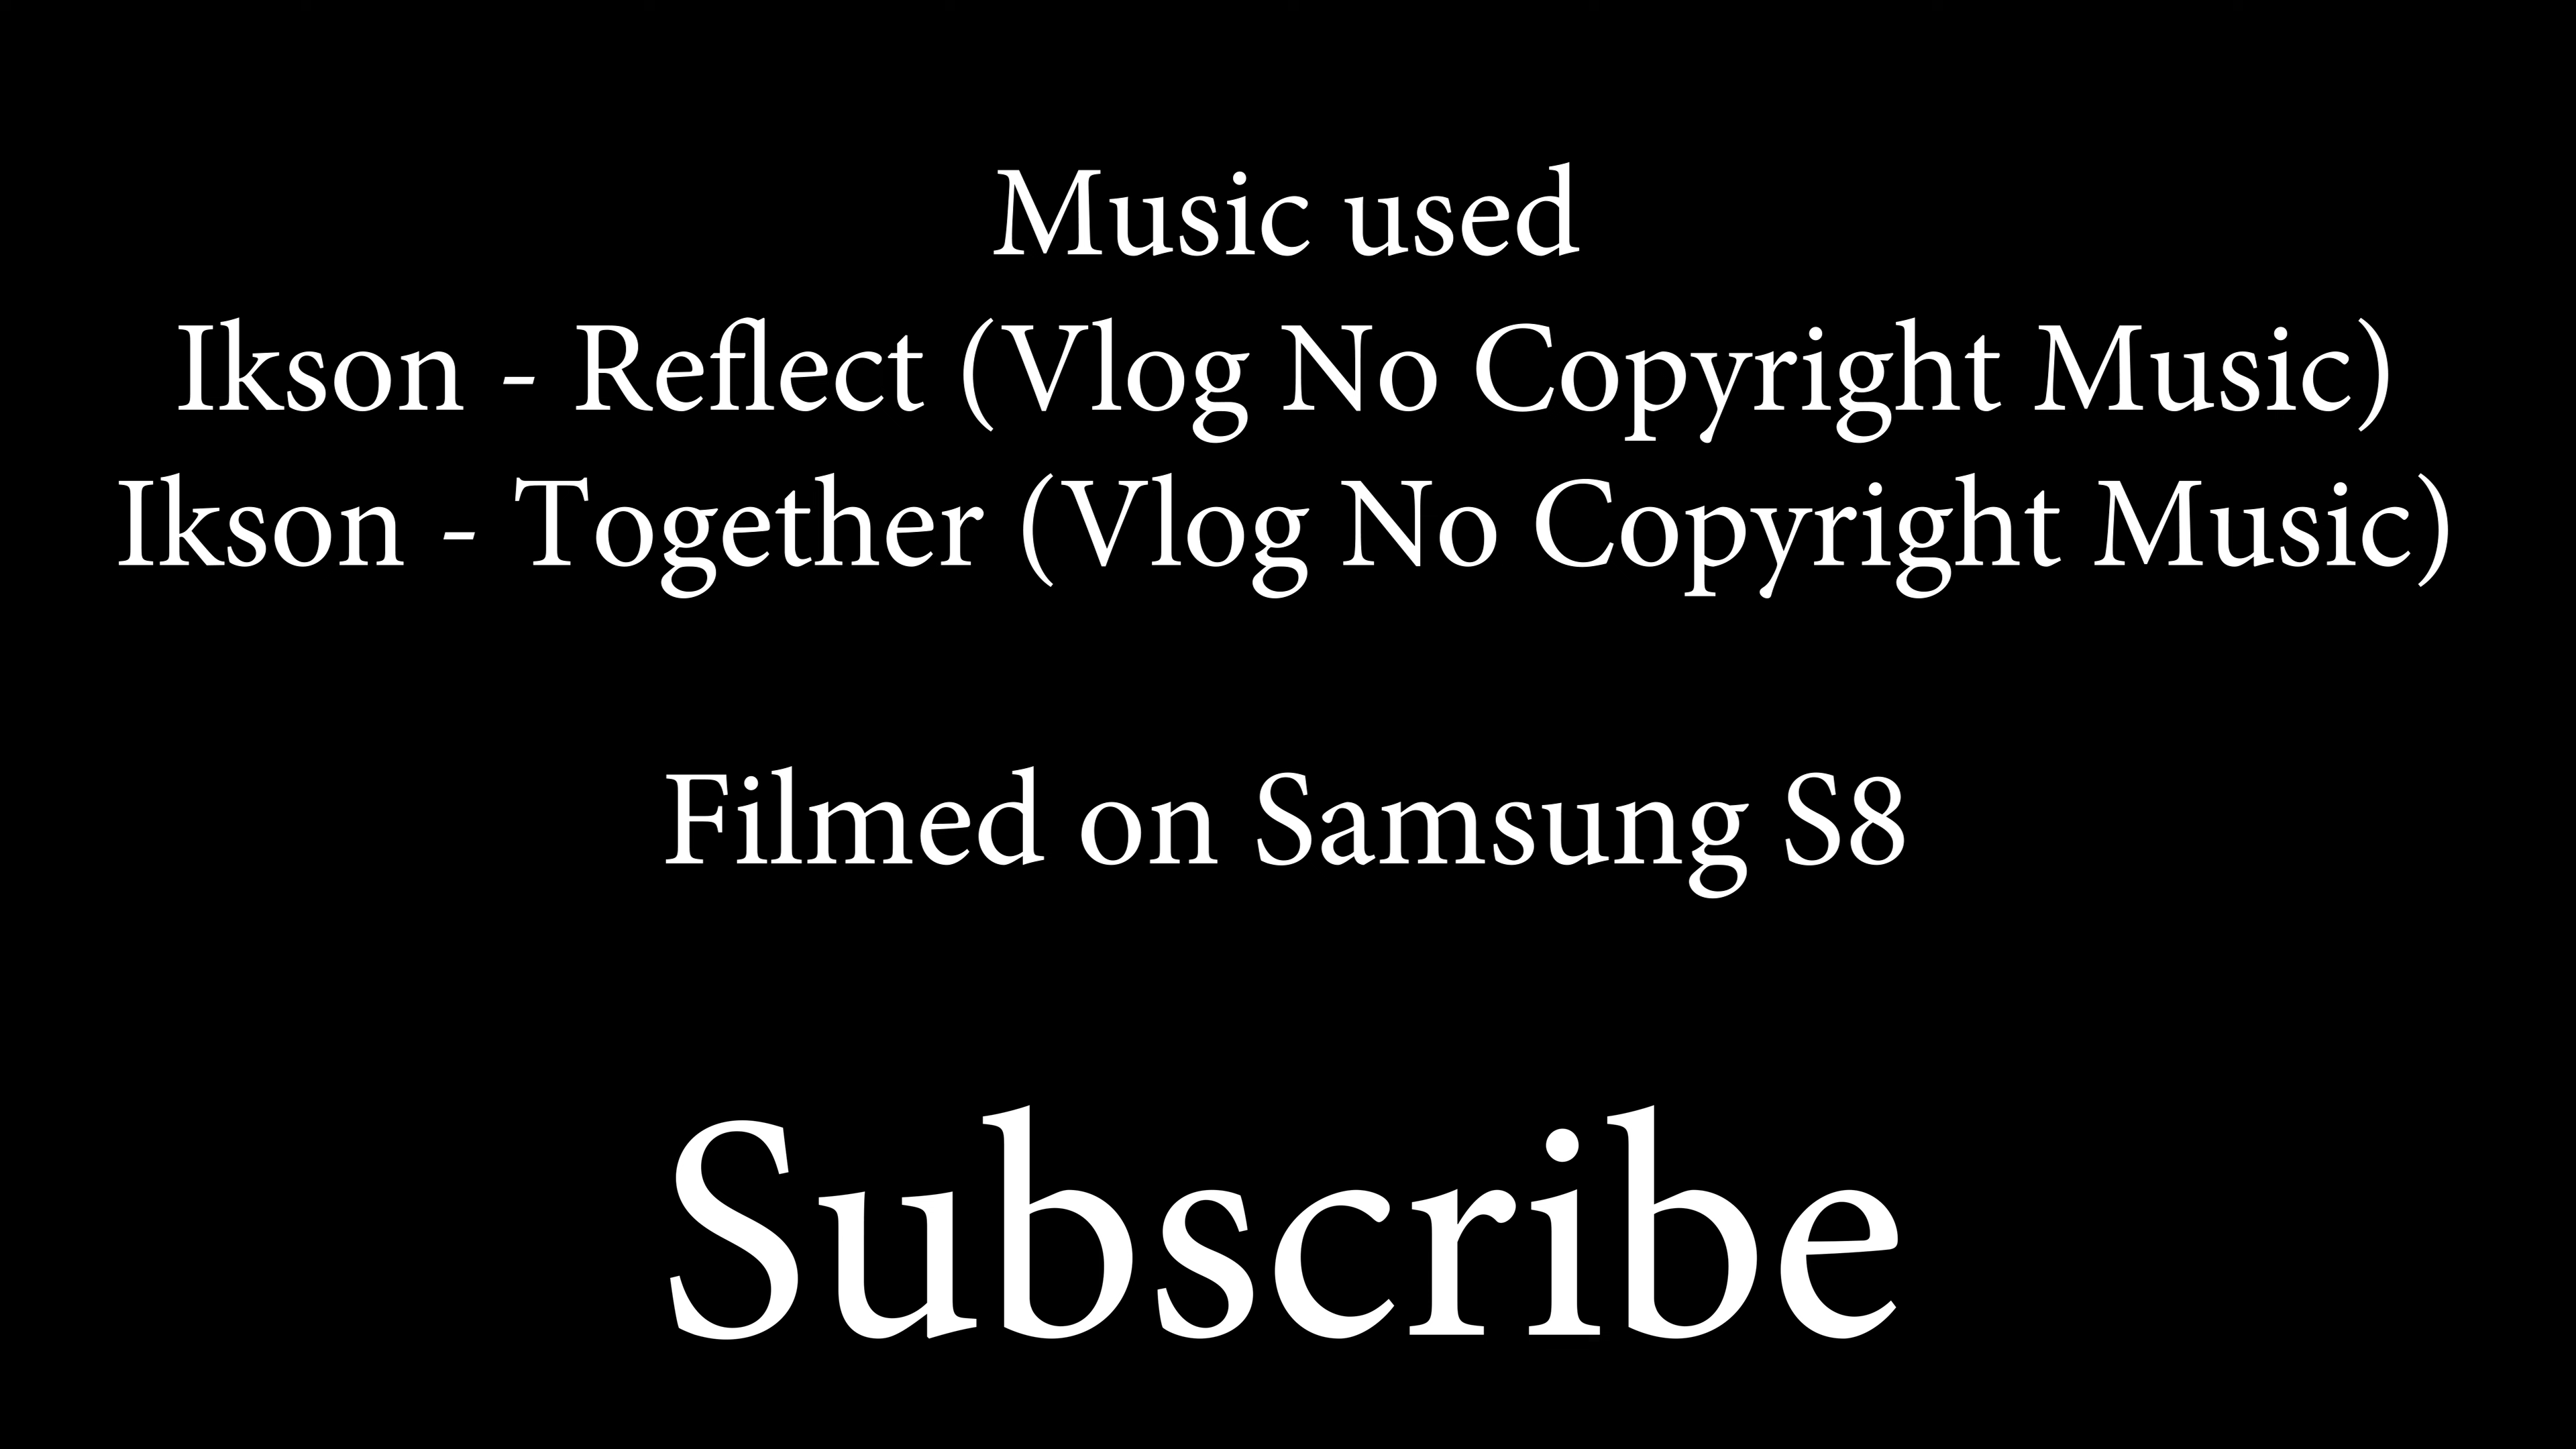 Music used
Ikson - Reflect (Vlog No Copyright Music)
Ikson - Together (Vlog No Copyright Music)
Filmed on Samsung S8
Subscribe